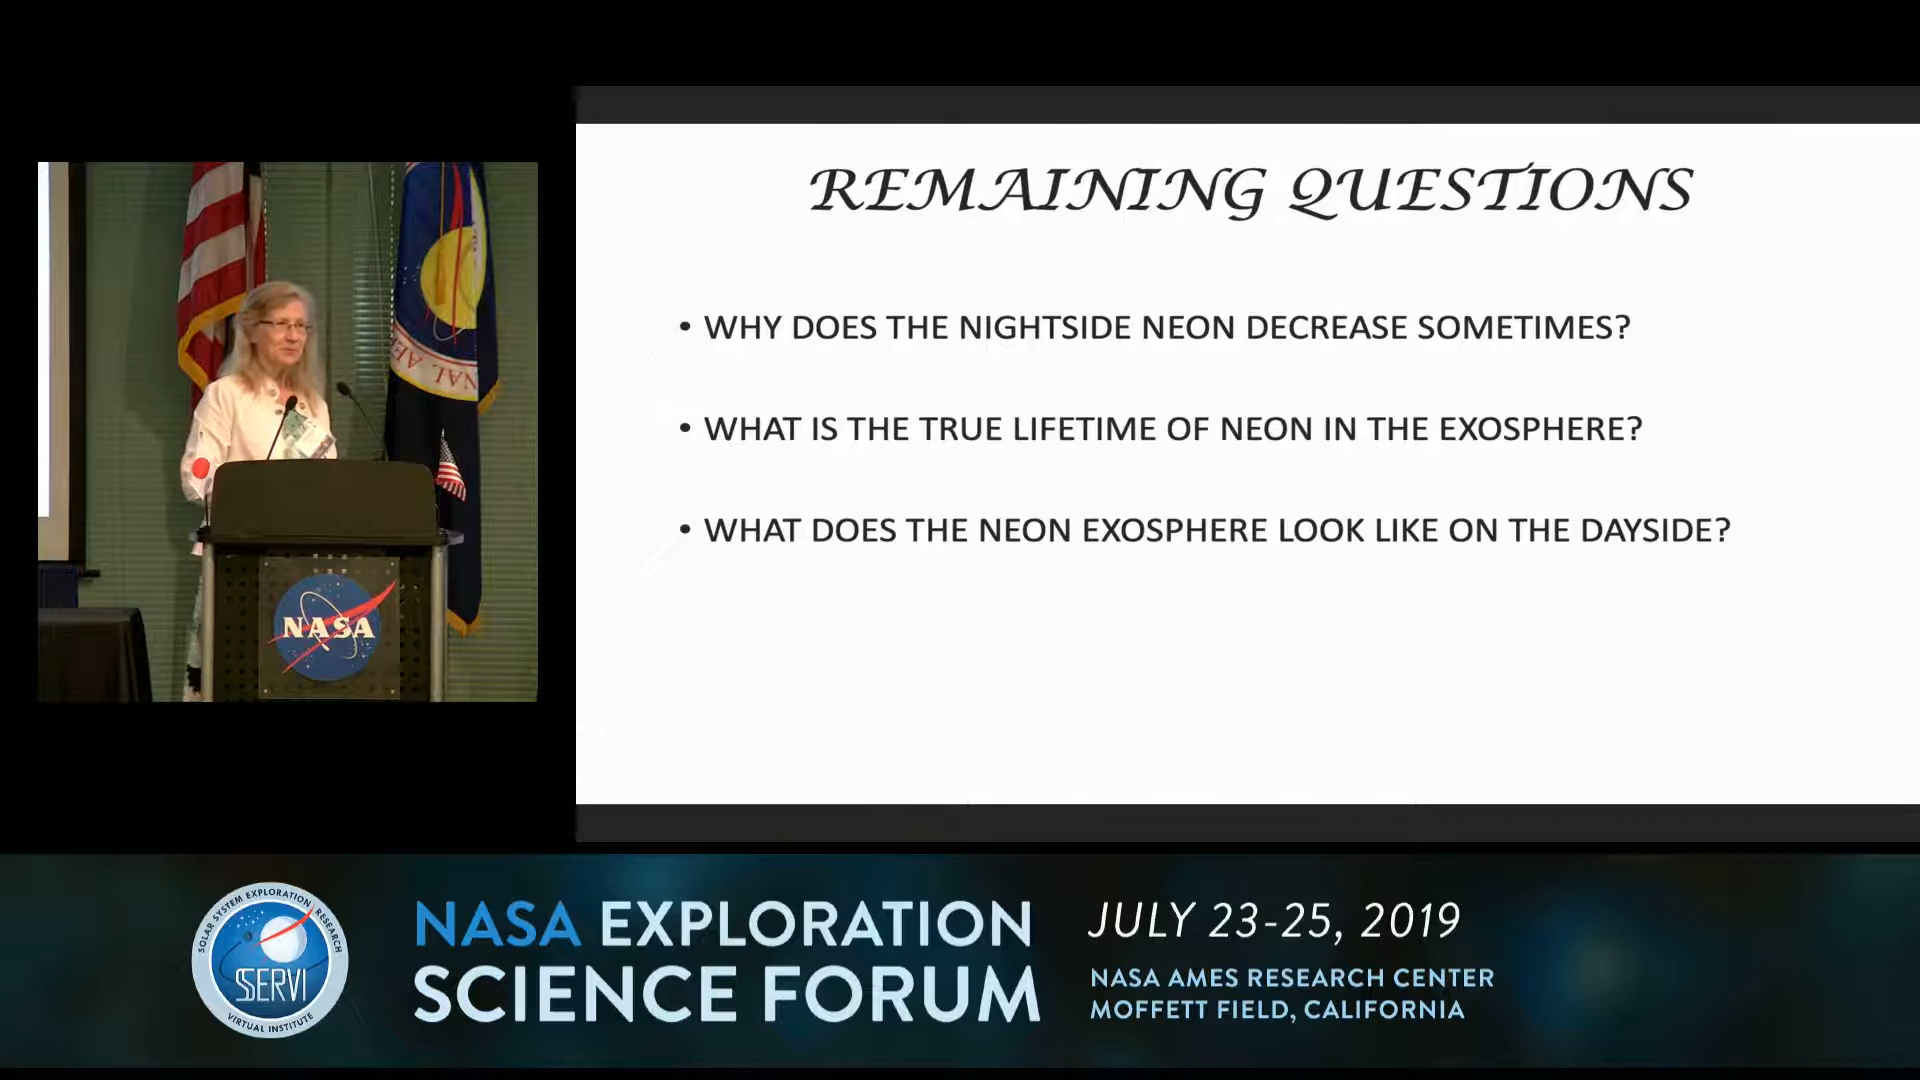 REMAINING QUESTIONS
• WHY DOES THE NIGHTSIDE NEON DECREASE SOMETIMES?
• WHAT IS THE TRUE LIFETIME OF NEON IN THE EXOSPHERE?
• WHAT DOES THE NEON EXOSPHERE LOOK LIKE ON THE DAYSIDE?
NASA
SOLAR SYSTEM EXPLORATION RESEARCH
SSERVI
VIRTUAL INSTITUTE
NASA EXPLORATION
SCIENCE FORUM
JULY 23-25, 2019
NASA AMES RESEARCH CENTER
MOFFETT FIELD, CALIFORNIA